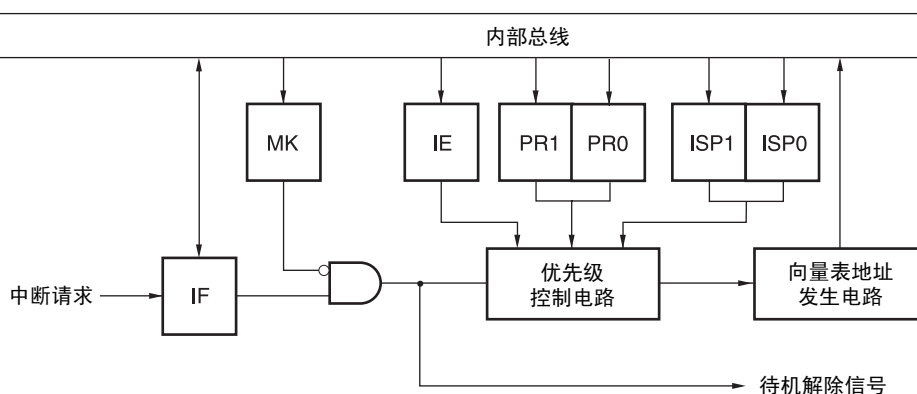 内部总线
MK
IE
PR1
PR0
ISP1
ISP0
中断请求
IF
优先级
控制电路
向量表地址
发生电路
待机解除信号